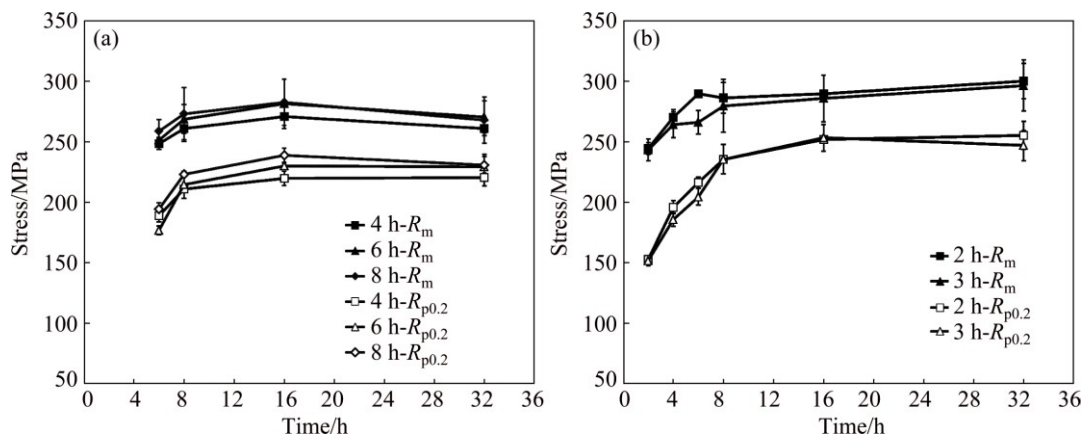 350
(a)
300
250
200
150
100
50
Stress/MPa
4 h-Rm
6 h-Rm
8 h-Rm
4 h-Rp0.2
6 h-Rp0.2
8 h-Rp0.2
0 4 8 12 16 20 24 28 32 36
Time/h
350
(b)
300
250
200
150
100
50
Stress/MPa
2 h-Rm
3 h-Rm
2 h-Rp0.2
3 h-Rp0.2
0 4 8 12 16 20 24 28 32 36
Time/h